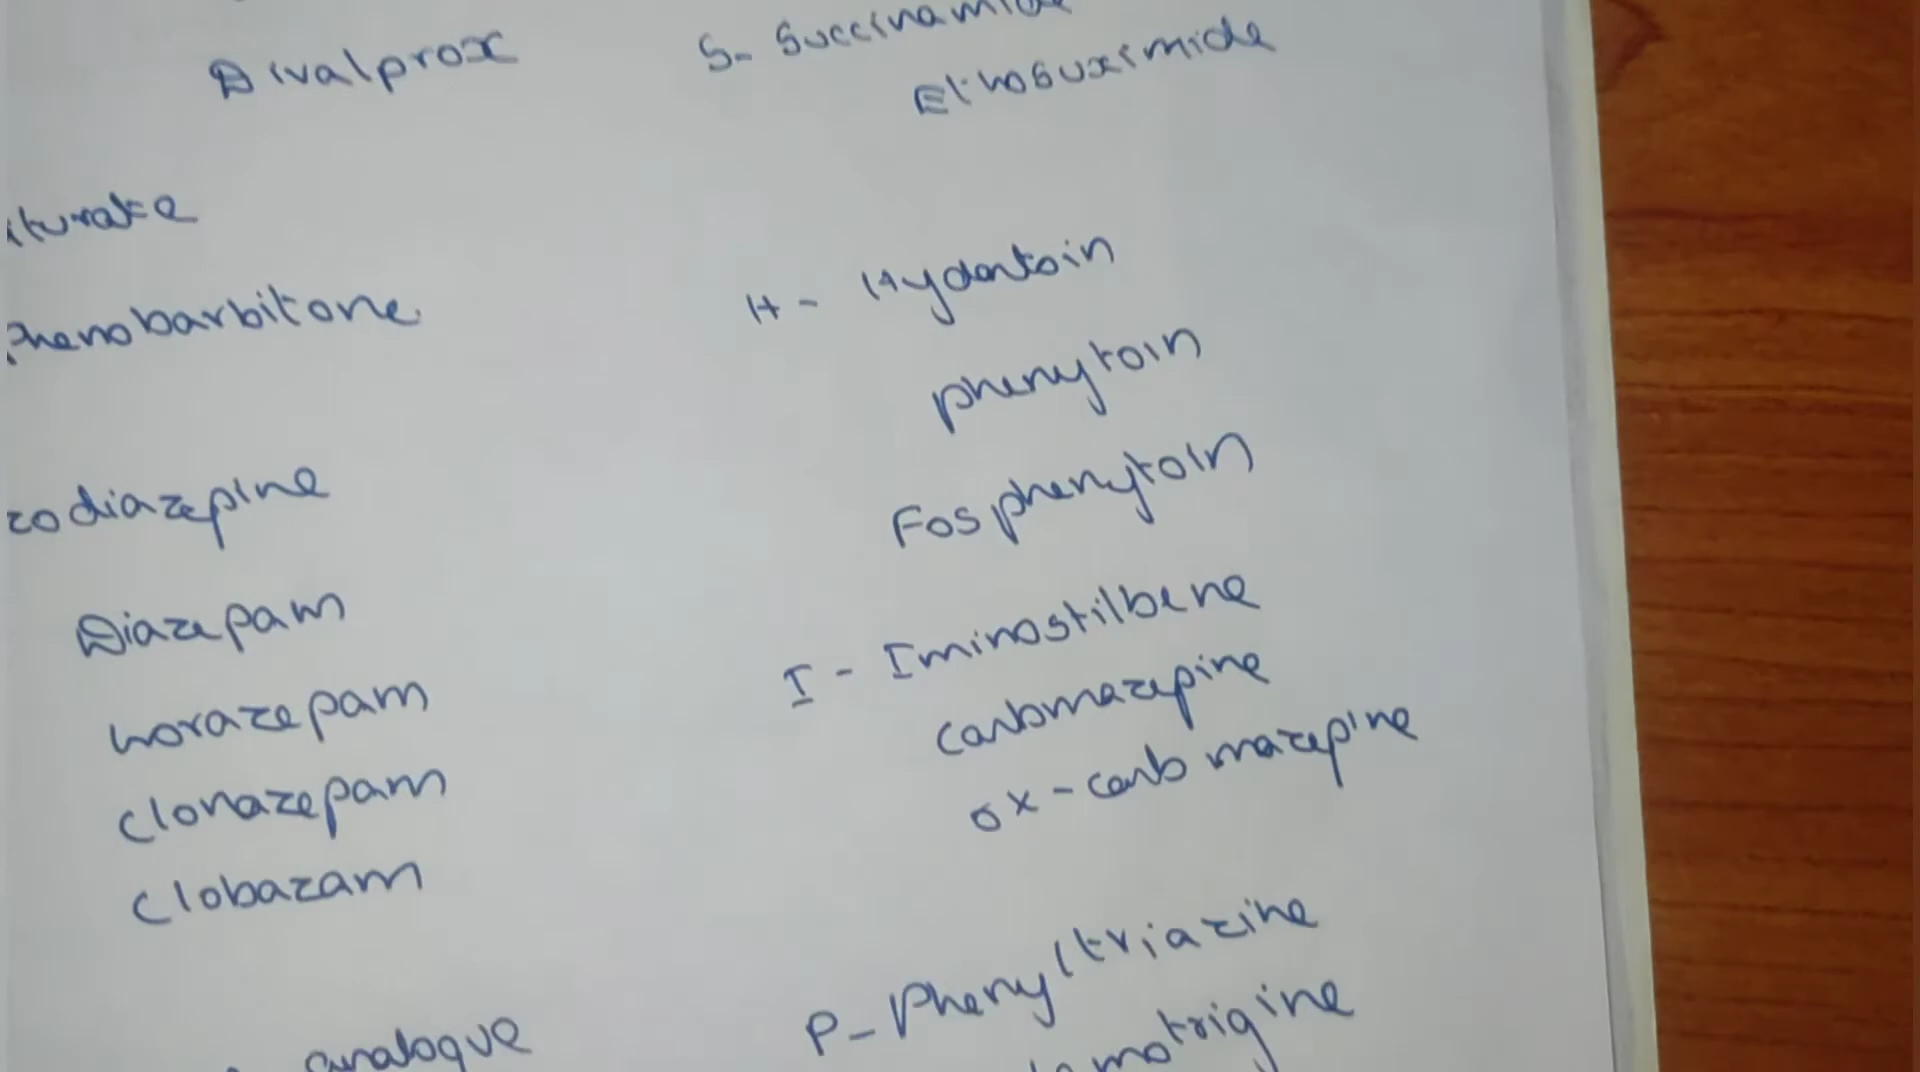 Divalprox
iturate
Phenobarbitone.
zodiazepine
Diazepam
Lorazepam
Clonazepam
Clobazam
analogue
S- Succinamide
Ethosuximide
H - Hydantoin
phenytoin
Fosphenytoin
I - Iminostilbene
Carbmazepine
ox-carb mazepine
P- Phenyltriazine
amotrigine